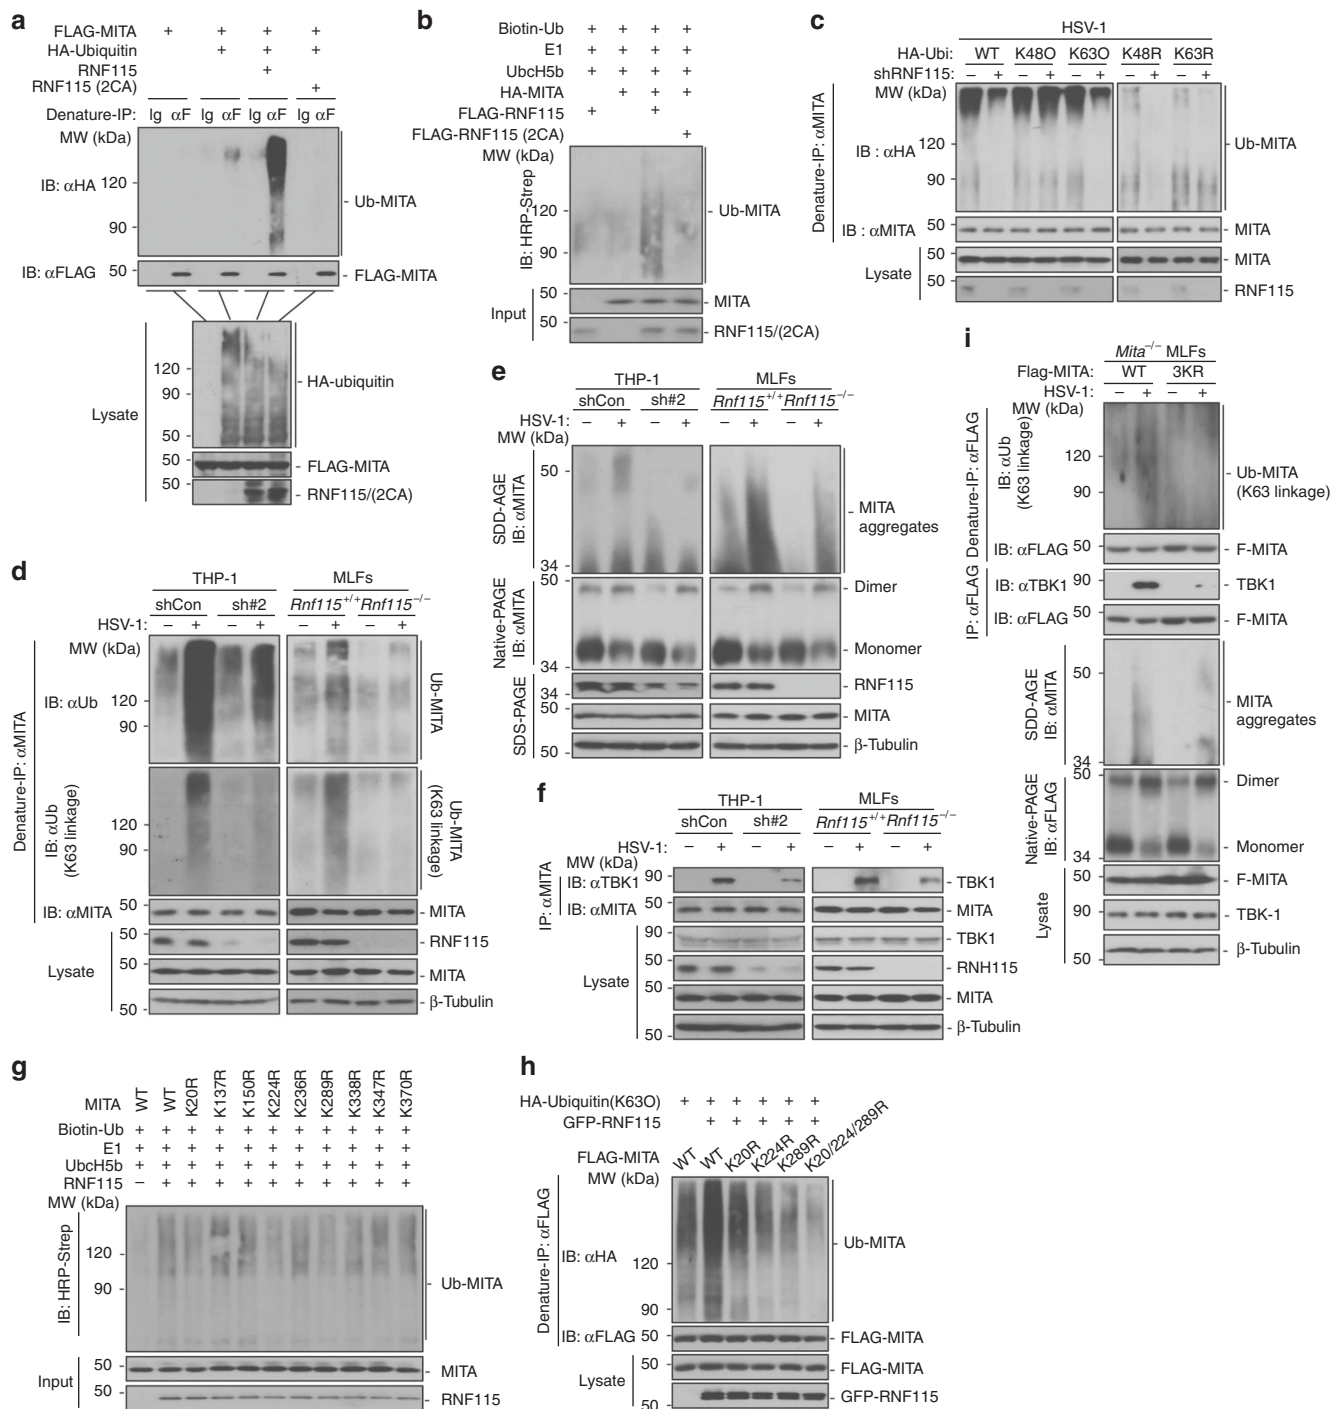 a
FLAG-MITA + + + +
HA-Ubiquitin + + +
RNF115 +
RNF115 (2CA) +
Denature-IP: Ig αF Ig αF Ig αF Ig αF
MW (kDa)
IB: αHA 120 - Ub-MITA
90
IB: αFLAG 50 - FLAG-MITA
120
90 HA-ubiquitin
Lysate
50
50 FLAG-MITA
50 RNF115/(2CA)
b
Biotin-Ub + + + +
E1 + + + +
UbcH5b + + + +
HA-MITA + + +
FLAG-RNF115 + +
FLAG-RNF115 (2CA) +
MW (kDa)
IB: HRP-Strep
120 Ub-MITA
90
Input 50 MITA
50 RNF115/(2CA)
c
HSV-1
HA-Ubi: WT K48O K63O K48R K63R
shRNF115: – + – + – + – + – +
MW (kDa)
Denature-IP: αMITA
IB : αHA 120 Ub-MITA
90
IB : αMITA 50 MITA
Lysate 50 MITA
50 RNF115
d
THP-1 MLFs
shCon sh#2 Rnf115+/+ Rnf115−/−
HSV-1: – + – + – + – +
MW (kDa)
Denature-IP: αMITA
IB: αUb 120 90 Ub-MITA
IB: αUb (K63 linkage) 120 90 Ub-MITA (K63 linkage)
IB: αMITA 50 MITA
Lysate 50 RNF115
50 MITA
50 β-Tubulin
e
THP-1 MLFs
shCon sh#2 Rnf115+/+ Rnf115−/−
HSV-1: – + – + – + – +
MW (kDa)
SDD-AGE IB: αMITA 50 34 MITA aggregates
Native-PAGE IB: αMITA 50 Dimer
34 Monomer
SDS-PAGE 34 RNF115
50 MITA
50 β-Tubulin
f
THP-1 MLFs
shCon sh#2 Rnf115+/+ Rnf115−/−
HSV-1: – + – + – + – +
MW (kDa)
IP: αMITA
IB: αTBK1 90 TBK1
IB: αMITA 50 MITA
Lysate 90 TBK1
50 RNH115
50 MITA
50 β-Tubulin
i
Mita−/− MLFs
Flag-MITA: WT 3KR
HSV-1: – + – +
MW (kDa)
Denature-IP: αFLAG
IB: αUb (K63 linkage) 120 90 Ub-MITA (K63 linkage)
IB: αFLAG 50 F-MITA
IP: αFLAG
IB: αTBK1 90 TBK1
IB: αFLAG 50 F-MITA
SDD-AGE IB: αMITA 50 34 MITA aggregates
Native-PAGE IB: αFLAG 50 Dimer
34 Monomer
Lysate 50 F-MITA
90 TBK-1
50 β-Tubulin
g
MITA WT WT K20R K137R K150R K224R K236R K289R K338R K347R K370R
Biotin-Ub + + + + + + + + + + +
E1 + + + + + + + + + + +
UbcH5b + + + + + + + + + + +
RNF115 – + + + + + + + + + +
MW (kDa)
IB: HRP-Strep 120 90 Ub-MITA
Input 50 MITA
50 RNF115
h
HA-Ubiquitin(K63O) + + + + + +
GFP-RNF115 + + + + +
FLAG-MITA WT WT K20R K224R K289R K20/224/289R
MW (kDa)
Denature-IP: αFLAG
IB: αHA 120 90 Ub-MITA
IB: αFLAG 50 FLAG-MITA
Lysate 50 FLAG-MITA
50 GFP-RNF115